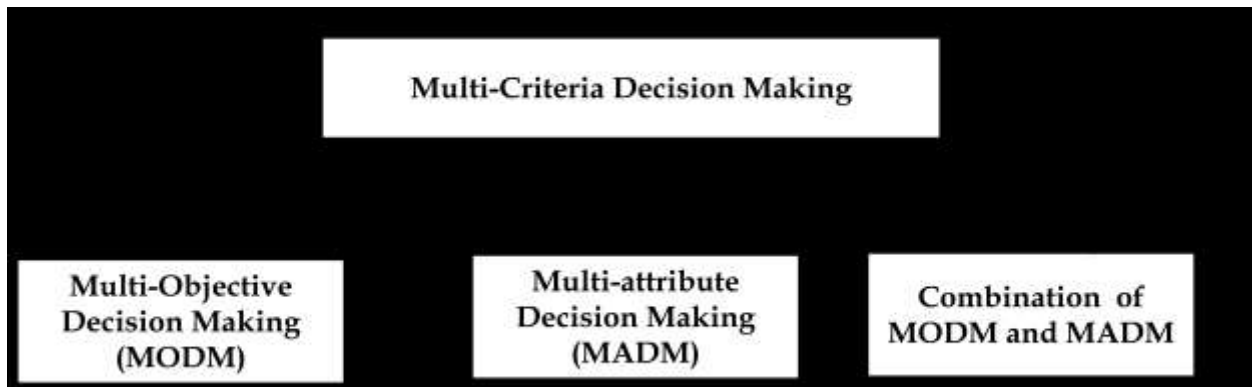 Multi-Criteria Decision Making
Multi-Objective
Decision Making
(MODM)
Multi-attribute
Decision Making
(MADM)
Combination of
MODM and MADM